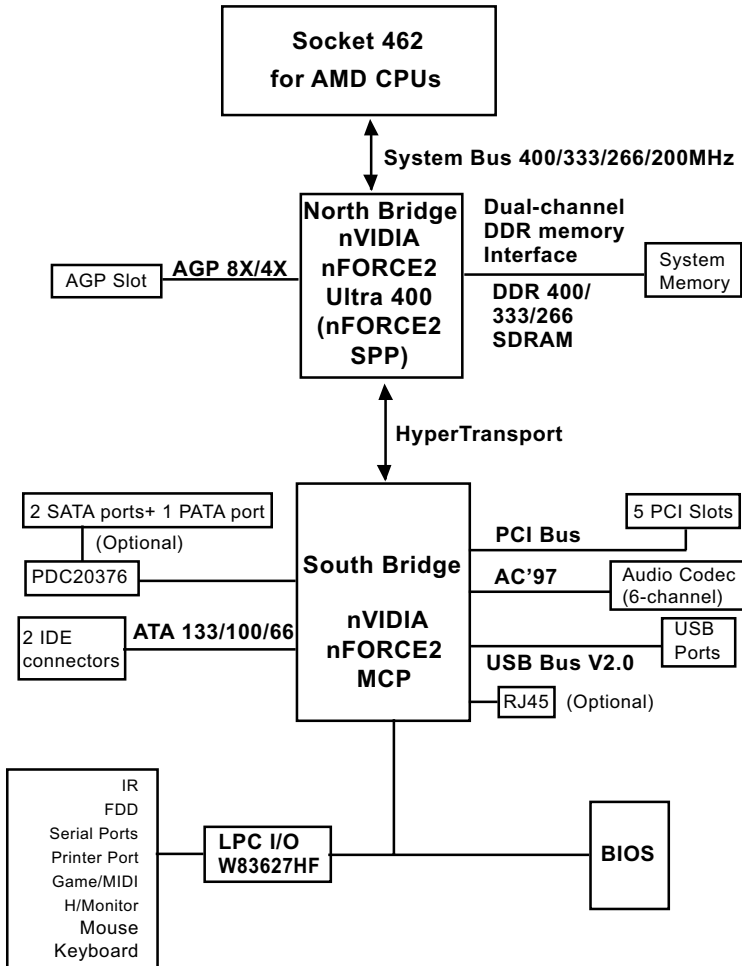 Socket 462
for AMD CPUs
System Bus 400/333/266/200MHz
North Bridge
nVIDIA
nFORCE2
Ultra 400
(nFORCE2
SPP)
AGP Slot
AGP 8X/4X
Dual-channel
DDR memory
Interface
DDR 400/
333/266
SDRAM
System
Memory
HyperTransport
2 SATA ports+ 1 PATA port
(Optional)
PDC20376
2 IDE
connectors
ATA 133/100/66
South Bridge
nVIDIA
nFORCE2
MCP
5 PCI Slots
PCI Bus
AC’97
Audio Codec
(6-channel)
USB
Ports
USB Bus V2.0
RJ45 (Optional)
IR
FDD
Serial Ports
Printer Port
Game/MIDI
H/Monitor
Mouse
Keyboard
LPC I/O
W83627HF
BIOS